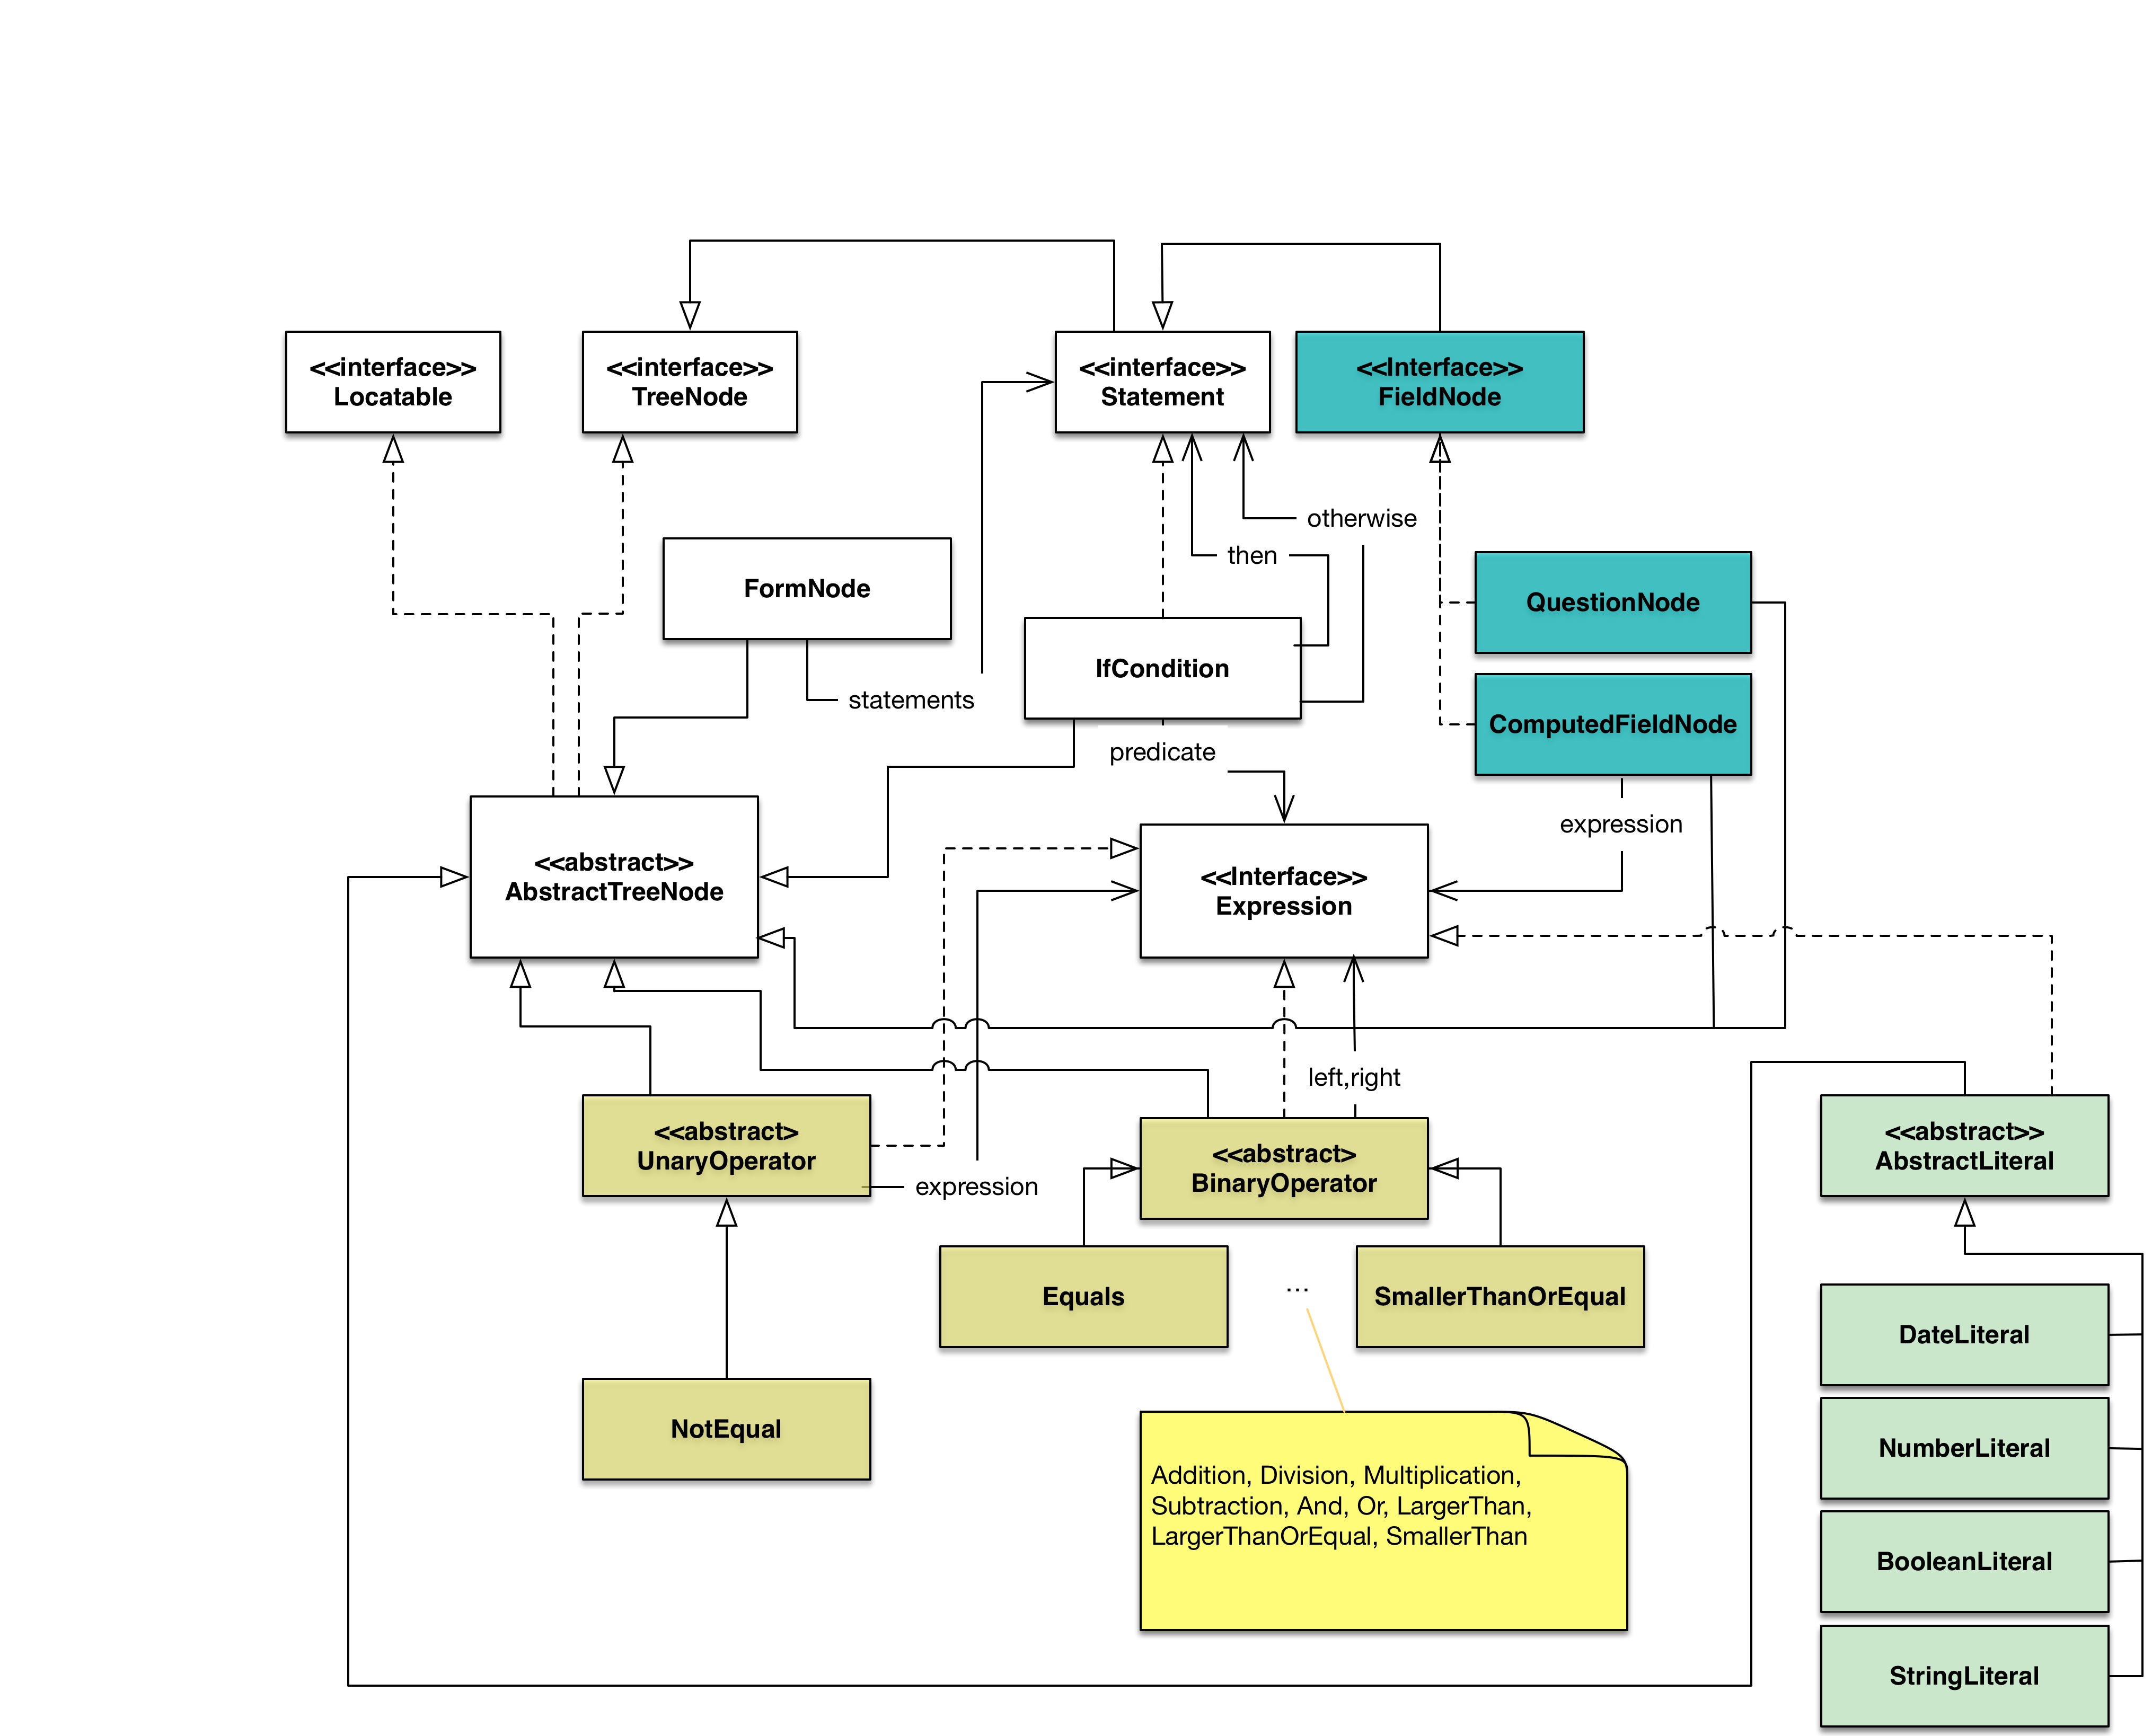 <<interface>>
Locatable
<<interface>>
TreeNode
<<interface>>
Statement
<<Interface>>
FieldNode
otherwise
then
FormNode
QuestionNode
IfCondition
statements
ComputedFieldNode
predicate
expression
<<abstract>>
AbstractTreeNode
<<Interface>>
Expression
left,right
<<abstract>
UnaryOperator
expression
<<abstract>
BinaryOperator
<<abstract>>
AbstractLiteral
Equals
...
SmallerThanOrEqual
DateLiteral
NotEqual
NumberLiteral
Addition, Division, Multiplication,
Subtraction, And, Or, LargerThan,
LargerThanOrEqual, SmallerThan
BooleanLiteral
StringLiteral